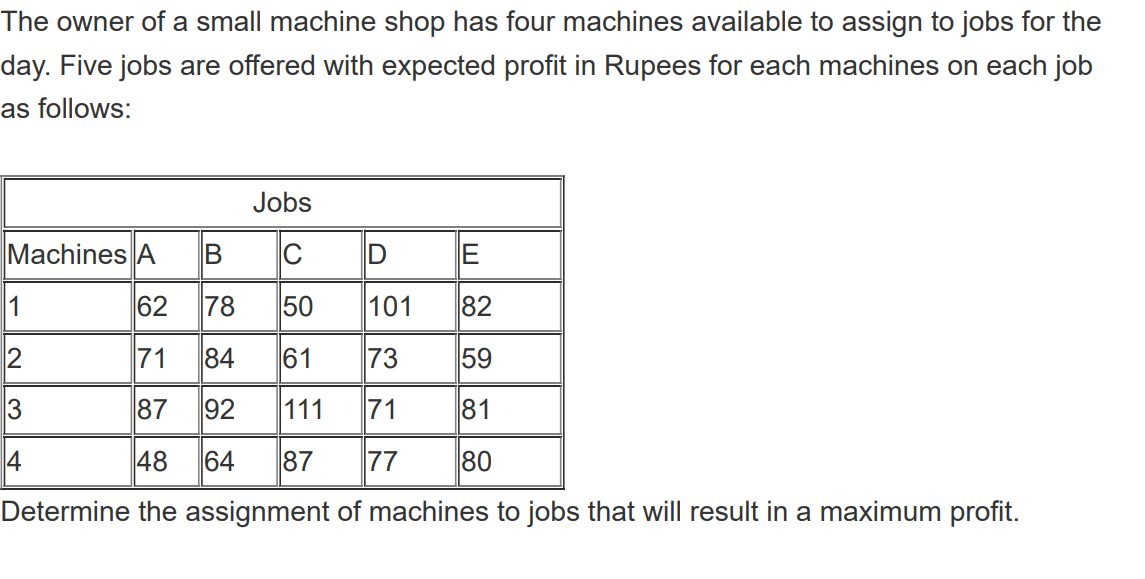 The owner of a small machine shop has four machines available to assign to jobs for the
day. Five jobs are offered with expected profit in Rupees for each machines on each job
as follows:
Jobs
Machines A B C D E
1 62 78 50 101 82
2 71 84 61 73 59
3 87 92 111 71 81
4 48 64 87 77 80
Determine the assignment of machines to jobs that will result in a maximum profit.